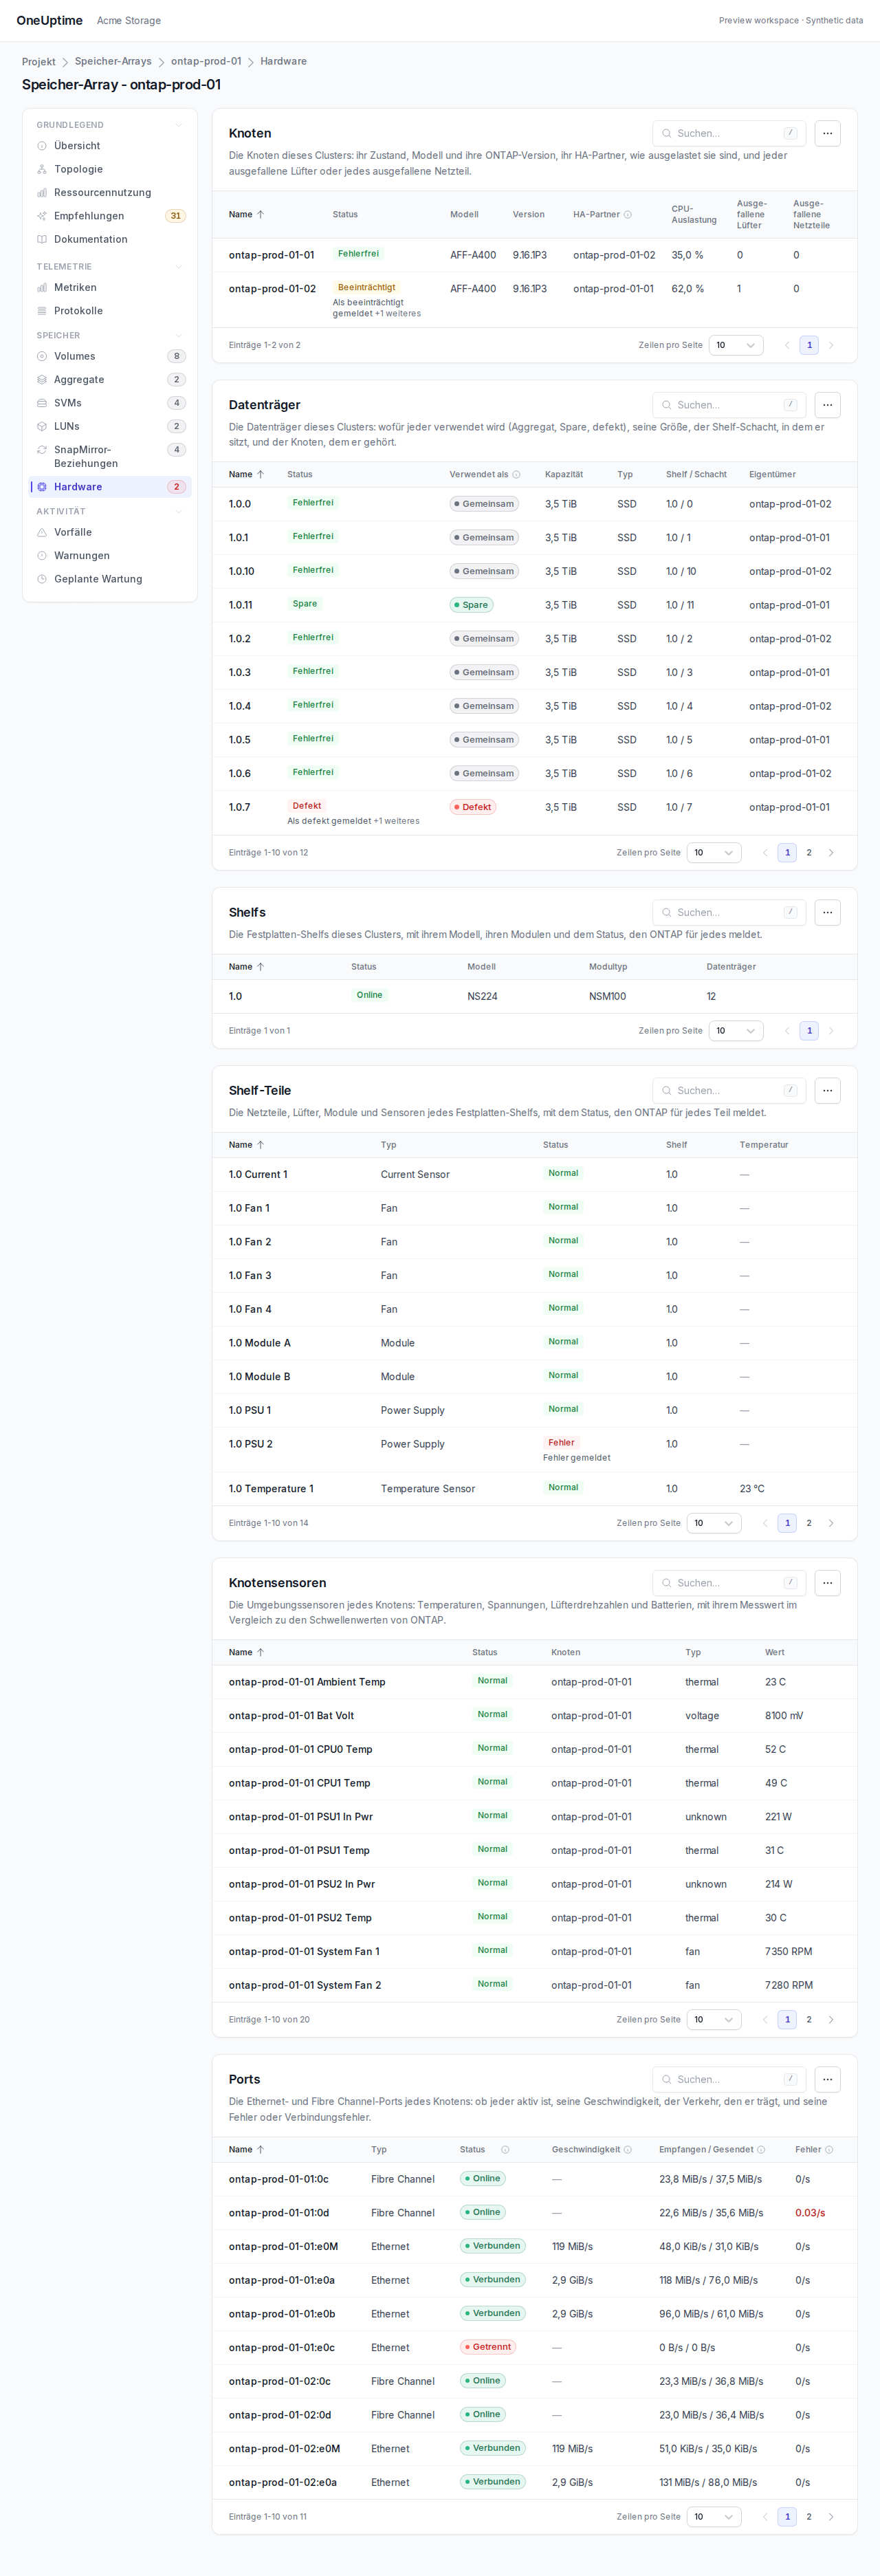 OneUptime Acme Storage Preview workspace · Synthetic data
Projekt Speicher-Arrays ontap-prod-01 Hardware
Speicher-Array - ontap-prod-01
GRUNDLEGEND
Übersicht
Topologie
Ressourcennutzung
Empfehlungen 31
Dokumentation
TELEMETRIE
Metriken
Protokolle
SPEICHER
Volumes 8
Aggregate 2
SVMs 4
LUNs 2
SnapMirror- 4
Beziehungen
Hardware 2
AKTIVITÄT
Vorfälle
Warnungen
Geplante Wartung
Knoten Suchen... /
Die Knoten dieses Clusters: ihr Zustand, Modell und ihre ONTAP-Version, ihr HA-Partner, wie ausgelastet sie sind, und jeder
ausgefallene Lüfter oder jedes ausgefallene Netzteil.
Name Status Modell Version HA-Partner CPU-Auslastung Ausge-fallene Lüfter Ausge-fallene Netzteile
ontap-prod-01-01 Fehlerfrei AFF-A400 9.16.1P3 ontap-prod-01-02 35,0 % 0 0
ontap-prod-01-02 Beeinträchtigt AFF-A400 9.16.1P3 ontap-prod-01-01 62,0 % 1 0
Als beeinträchtigt
gemeldet +1 weiteres
Einträge 1-2 von 2 Zeilen pro Seite 10 1
Datenträger Suchen... /
Die Datenträger dieses Clusters: wofür jeder verwendet wird (Aggregat, Spare, defekt), seine Größe, der Shelf-Schacht, in dem er
sitzt, und der Knoten, dem er gehört.
Name Status Verwendet als Kapazität Typ Shelf / Schacht Eigentümer
1.0.0 Fehlerfrei Gemeinsam 3,5 TiB SSD 1.0 / 0 ontap-prod-01-02
1.0.1 Fehlerfrei Gemeinsam 3,5 TiB SSD 1.0 / 1 ontap-prod-01-01
1.0.10 Fehlerfrei Gemeinsam 3,5 TiB SSD 1.0 / 10 ontap-prod-01-02
1.0.11 Spare Spare 3,5 TiB SSD 1.0 / 11 ontap-prod-01-01
1.0.2 Fehlerfrei Gemeinsam 3,5 TiB SSD 1.0 / 2 ontap-prod-01-02
1.0.3 Fehlerfrei Gemeinsam 3,5 TiB SSD 1.0 / 3 ontap-prod-01-01
1.0.4 Fehlerfrei Gemeinsam 3,5 TiB SSD 1.0 / 4 ontap-prod-01-02
1.0.5 Fehlerfrei Gemeinsam 3,5 TiB SSD 1.0 / 5 ontap-prod-01-01
1.0.6 Fehlerfrei Gemeinsam 3,5 TiB SSD 1.0 / 6 ontap-prod-01-02
1.0.7 Defekt Defekt 3,5 TiB SSD 1.0 / 7 ontap-prod-01-01
Als defekt gemeldet +1 weiteres
Einträge 1-10 von 12 Zeilen pro Seite 10 1 2
Shelfs Suchen... /
Die Festplatten-Shelfs dieses Clusters, mit ihrem Modell, ihren Modulen und dem Status, den ONTAP für jedes meldet.
Name Status Modell Modultyp Datenträger
1.0 Online NS224 NSM100 12
Einträge 1 von 1 Zeilen pro Seite 10 1
Shelf-Teile Suchen... /
Die Netzteile, Lüfter, Module und Sensoren jedes Festplatten-Shelfs, mit dem Status, den ONTAP für jedes Teil meldet.
Name Typ Status Shelf Temperatur
1.0 Current 1 Current Sensor Normal 1.0 —
1.0 Fan 1 Fan Normal 1.0 —
1.0 Fan 2 Fan Normal 1.0 —
1.0 Fan 3 Fan Normal 1.0 —
1.0 Fan 4 Fan Normal 1.0 —
1.0 Module A Module Normal 1.0 —
1.0 Module B Module Normal 1.0 —
1.0 PSU 1 Power Supply Normal 1.0 —
1.0 PSU 2 Power Supply Fehler 1.0 —
Fehler gemeldet
1.0 Temperature 1 Temperature Sensor Normal 1.0 23 °C
Einträge 1-10 von 14 Zeilen pro Seite 10 1 2
Knotensensoren Suchen... /
Die Umgebungssensoren jedes Knotens: Temperaturen, Spannungen, Lüfterdrehzahlen und Batterien, mit ihrem Messwert im
Vergleich zu den Schwellenwerten von ONTAP.
Name Status Knoten Typ Wert
ontap-prod-01-01 Ambient Temp Normal ontap-prod-01-01 thermal 23 C
ontap-prod-01-01 Bat Volt Normal ontap-prod-01-01 voltage 8100 mV
ontap-prod-01-01 CPU0 Temp Normal ontap-prod-01-01 thermal 52 C
ontap-prod-01-01 CPU1 Temp Normal ontap-prod-01-01 thermal 49 C
ontap-prod-01-01 PSU1 In Pwr Normal ontap-prod-01-01 unknown 221 W
ontap-prod-01-01 PSU1 Temp Normal ontap-prod-01-01 thermal 31 C
ontap-prod-01-01 PSU2 In Pwr Normal ontap-prod-01-01 unknown 214 W
ontap-prod-01-01 PSU2 Temp Normal ontap-prod-01-01 thermal 30 C
ontap-prod-01-01 System Fan 1 Normal ontap-prod-01-01 fan 7350 RPM
ontap-prod-01-01 System Fan 2 Normal ontap-prod-01-01 fan 7280 RPM
Einträge 1-10 von 20 Zeilen pro Seite 10 1 2
Ports Suchen... /
Die Ethernet- und Fibre Channel-Ports jedes Knotens: ob jeder aktiv ist, seine Geschwindigkeit, der Verkehr, den er trägt, und seine
Fehler oder Verbindungsfehler.
Name Typ Status Geschwindigkeit Empfangen / Gesendet Fehler
ontap-prod-01-01:0c Fibre Channel Online — 23,8 MiB/s / 37,5 MiB/s 0/s
ontap-prod-01-01:0d Fibre Channel Online — 22,6 MiB/s / 35,6 MiB/s 0.03/s
ontap-prod-01-01:e0M Ethernet Verbunden 119 MiB/s 48,0 KiB/s / 31,0 KiB/s 0/s
ontap-prod-01-01:e0a Ethernet Verbunden 2,9 GiB/s 118 MiB/s / 76,0 MiB/s 0/s
ontap-prod-01-01:e0b Ethernet Verbunden 2,9 GiB/s 96,0 MiB/s / 61,0 MiB/s 0/s
ontap-prod-01-01:e0c Ethernet Getrennt — 0 B/s / 0 B/s 0/s
ontap-prod-01-02:0c Fibre Channel Online — 23,3 MiB/s / 36,8 MiB/s 0/s
ontap-prod-01-02:0d Fibre Channel Online — 23,0 MiB/s / 36,4 MiB/s 0/s
ontap-prod-01-02:e0M Ethernet Verbunden 119 MiB/s 51,0 KiB/s / 35,0 KiB/s 0/s
ontap-prod-01-02:e0a Ethernet Verbunden 2,9 GiB/s 131 MiB/s / 88,0 MiB/s 0/s
Einträge 1-10 von 11 Zeilen pro Seite 10 1 2